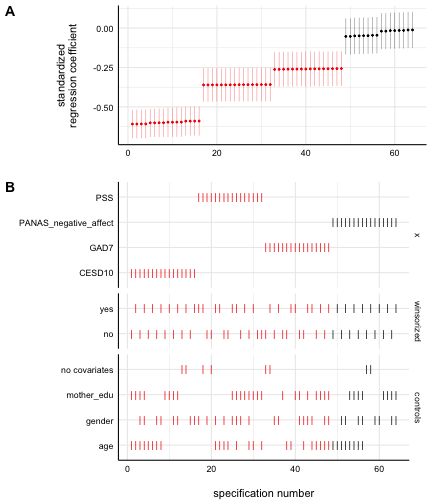 A
standardized
regression coefficient
0.00
−0.25
−0.50
0
20
40
60
B
PSS
PANAS_negative_affect
GAD7
CESD10
x
yes
no
winsorized
no covariates
mother_edu
gender
age
controls
0
20
40
60
specification number